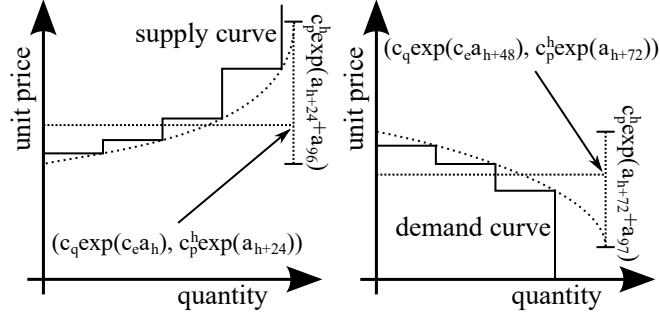 supply curve
unit price
c_p^h exp(a_{h+24}+a_{96})
(c_q exp(c_e a_h), c_p^h exp(a_{h+24}))
quantity
(c_q exp(c_e a_{h+48}), c_p^h exp(a_{h+72}))
unit price
c_p^h exp(a_{h+72}+a_{97})
demand curve
quantity